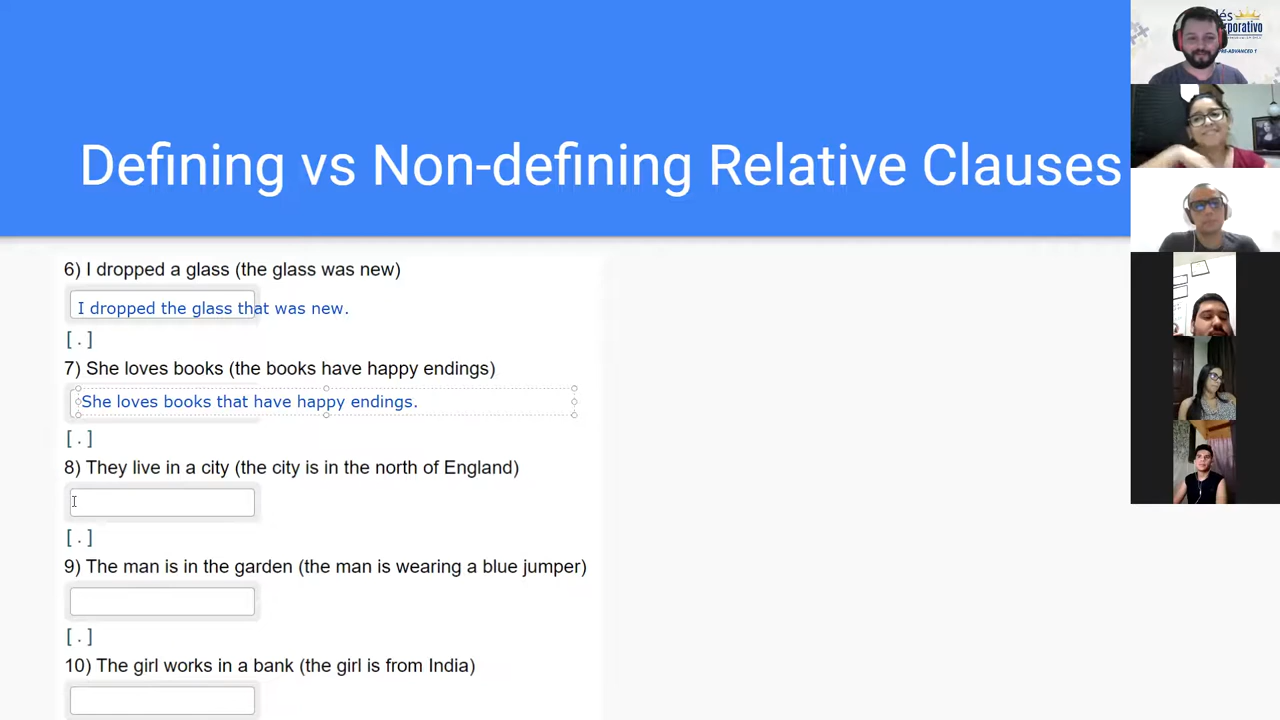 Defining vs Non-defining Relative Clauses
6) I dropped a glass (the glass was new)
I dropped the glass that was new.
[ . ]
7) She loves books (the books have happy endings)
She loves books that have happy endings.
[ . ]
8) They live in a city (the city is in the north of England)
[ . ]
9) The man is in the garden (the man is wearing a blue jumper)
[ . ]
10) The girl works in a bank (the girl is from India)
PRE-ADVANCED 1